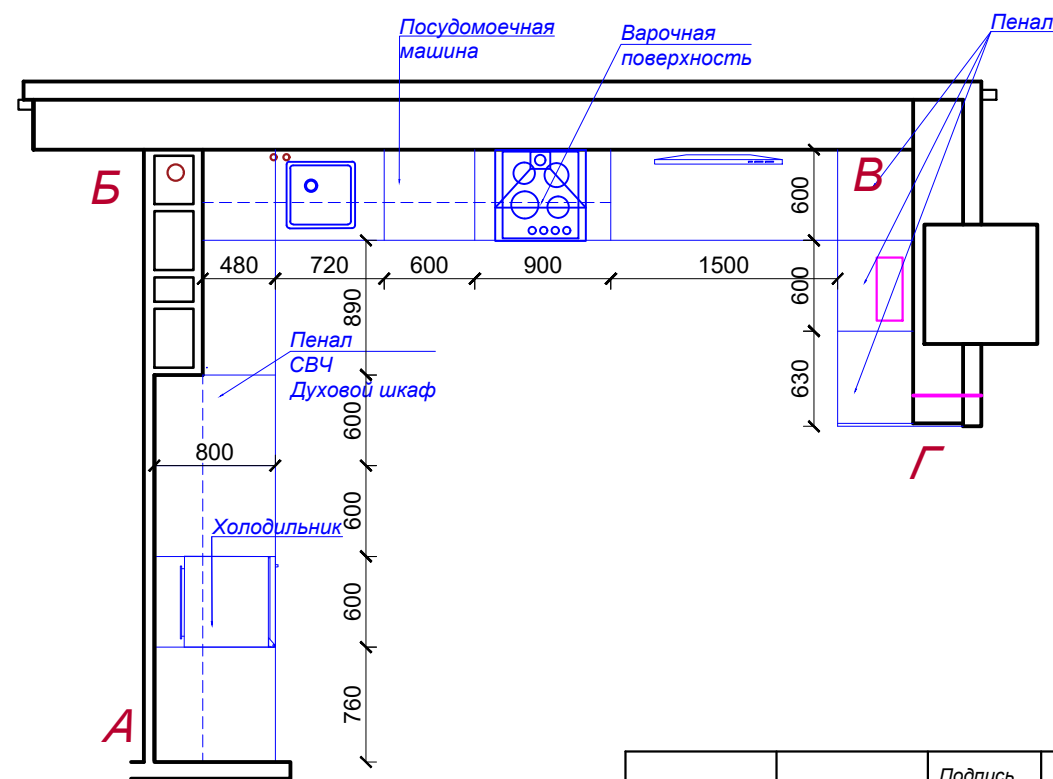 Посудомоечная
машина
Варочная
поверхность
Пенал
Б
В
600
480
720
600
900
1500
890
600
Пенал
СВЧ
Духовой шкаф
630
600
800
Г
600
Холодильник
600
760
А
Подпись